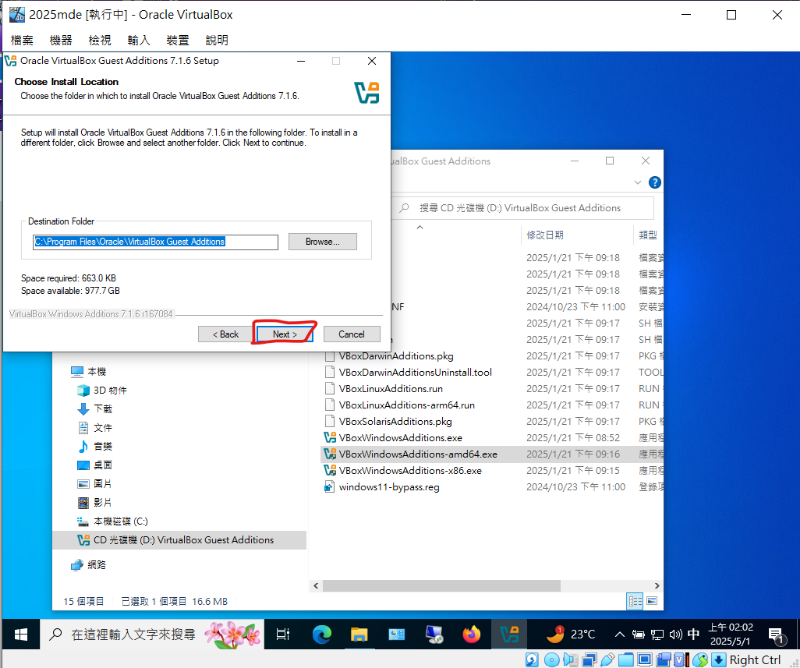 2025mde [執行中] - Oracle VirtualBox
檔案 機器 檢視 輸入 裝置 說明
Oracle VirtualBox Guest Additions 7.1.6 Setup
Choose Install Location
Choose the folder in which to install Oracle VirtualBox Guest Additions 7.1.6.
Setup will install Oracle VirtualBox Guest Additions 7.1.6 in the following folder. To install in a
different folder, click Browse and select another folder. Click Next to continue.
Destination Folder
C:\Program Files\Oracle\VirtualBox Guest Additions
Browse...
Space required: 663.0 KB
Space available: 977.7 GB
VirtualBox Windows Additions 7.1.6 r167084
< Back Next > Cancel
ualBox Guest Additions
搜尋 CD 光碟機 (D:) VirtualBox Guest Additions
修改日期 類型
2025/1/21 下午 09:18 檔案資
2025/1/21 下午 09:18 檔案資
2025/1/21 下午 09:18 檔案資
NF 2024/10/23 下午 11:00 安裝資
2025/1/21 下午 09:17 SH 檔
2025/1/21 下午 09:17 SH 檔
VBoxDarwinAdditions.pkg 2025/1/21 下午 09:17 PKG
VBoxDarwinAdditionsUninstall.tool 2025/1/21 下午 09:17 TOOL
VBoxLinuxAdditions.run 2025/1/21 下午 09:17 RUN
VBoxLinuxAdditions-arm64.run 2025/1/21 下午 09:17 RUN
VBoxSolarisAdditions.pkg 2025/1/21 下午 09:17 PKG
VBoxWindowsAdditions.exe 2025/1/21 下午 08:52 應用程
VBoxWindowsAdditions-amd64.exe 2025/1/21 下午 09:16 應用程
VBoxWindowsAdditions-x86.exe 2025/1/21 下午 09:15 應用程
windows11-bypass.reg 2024/10/23 下午 11:00 登錄項
本機
3D 物件
下載
文件
音樂
桌面
圖片
影片
本機磁碟 (C:)
CD 光碟機 (D:) VirtualBox Guest Additions
網路
15 個項目 已選取 1 個項目 16.6 MB
在這裡輸入文字來搜尋
23°C
中
上午 02:02
2025/5/1
1
Right Ctrl